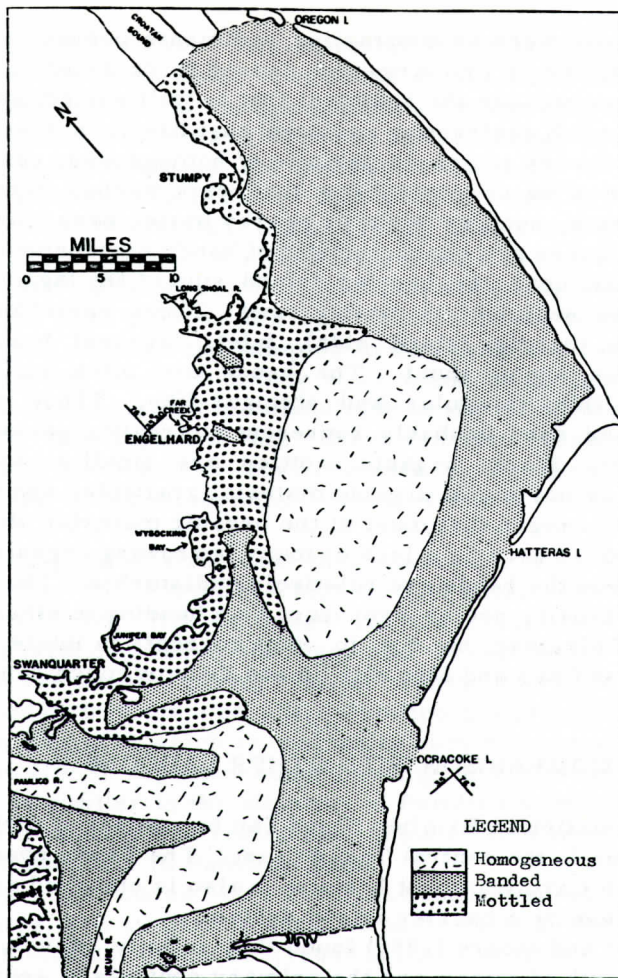 OREGON I.
CROATAN
SOUND
N
STUMPY PT.
MILES
0 5 10
LONG SHOAL R.
FAR
CREEK
ENGELHARD
WYSOCKING
BAY
HATTERAS I.
JUNIPER BAY
SWANQUARTER
OCRACOKE I.
PAMLICO R.
LEGEND
Homogeneous
Banded
Mottled
NEUSE R.